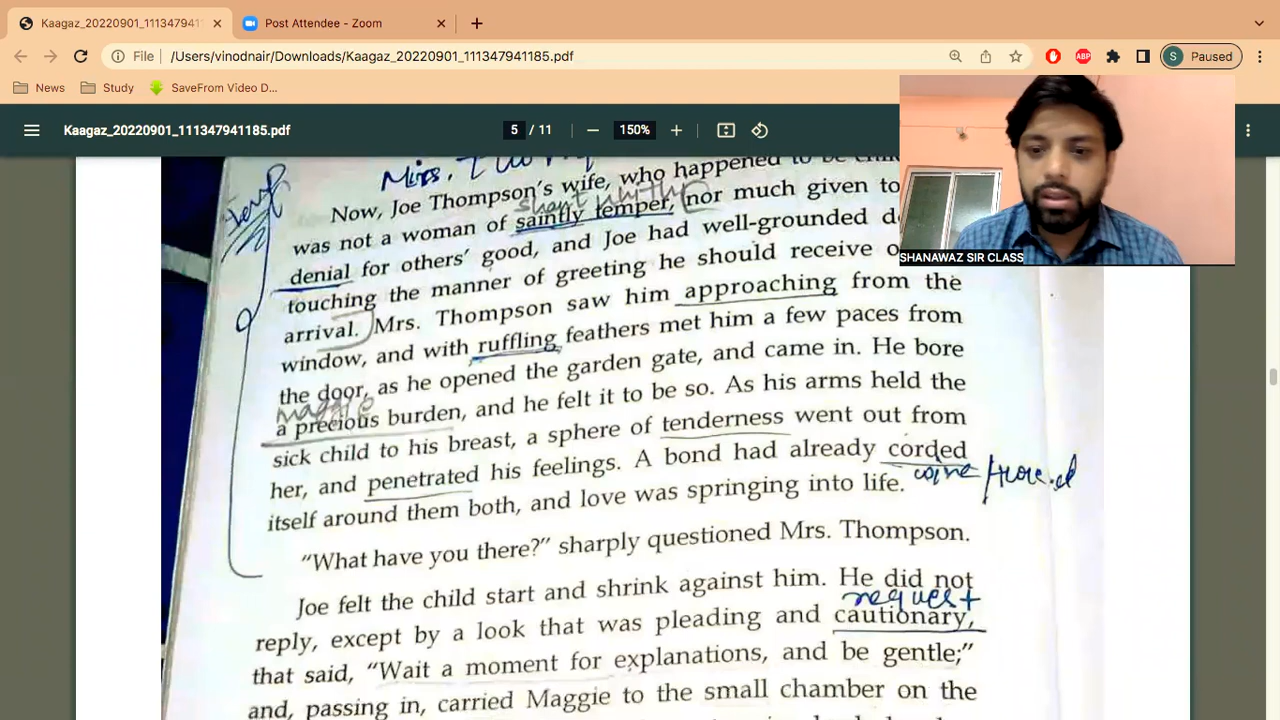 Kaagaz_20220901_1113479411
Post Attendee - Zoom
File
/Users/vinodnair/Downloads/Kaagaz_20220901_111347941185.pdf
ABP
S
Paused
News
Study
SaveFrom Video D...
Kaagaz_20220901_111347941185.pdf
5 / 11
150%
Mrs.
Now, Joe Thompson's wife, who happened to be
was not a woman of saintly temper, nor much given to
denial for others' good, and Joe had well-grounded
touching the manner of greeting he should receive
SHANAWAZ SIR CLASS
arrival. Mrs. Thompson saw him approaching from the
window, and with ruffling feathers met him a few paces from
the door, as he opened the garden gate, and came in. He bore
a precious burden, and he felt it to be so. As his arms held the
sick child to his breast, a sphere of tenderness went out from
her, and penetrated his feelings. A bond had already corded
itself around them both, and love was springing into life.
"What have you there?" sharply questioned Mrs. Thompson.
Joe felt the child start and shrink against him. He did not
request
reply, except by a look that was pleading and cautionary,
that said, "Wait a moment for explanations, and be gentle;"
and, passing in, carried Maggie to the small chamber on the